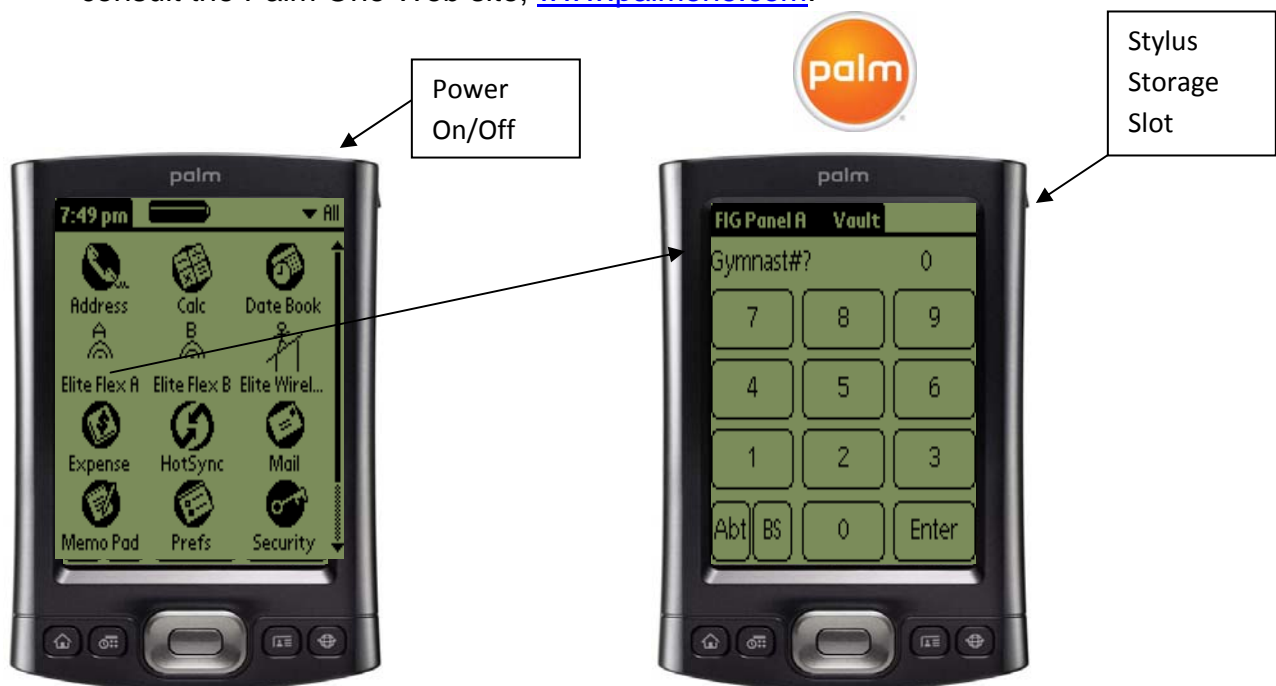 consult the Palm One Web site, www.palmone.com.
Power
On/Off
palm
Stylus
Storage
Slot
palm
7:49 pm
All
Address
Calc
Date Book
A
B
Elite Flex A
Elite Flex B
Elite Wirel...
Expense
HotSync
Mail
Memo Pad
Prefs
Security
palm
FIG Panel A Vault
Gymnast#? 0
7 8 9
4 5 6
1 2 3
Abt BS 0 Enter